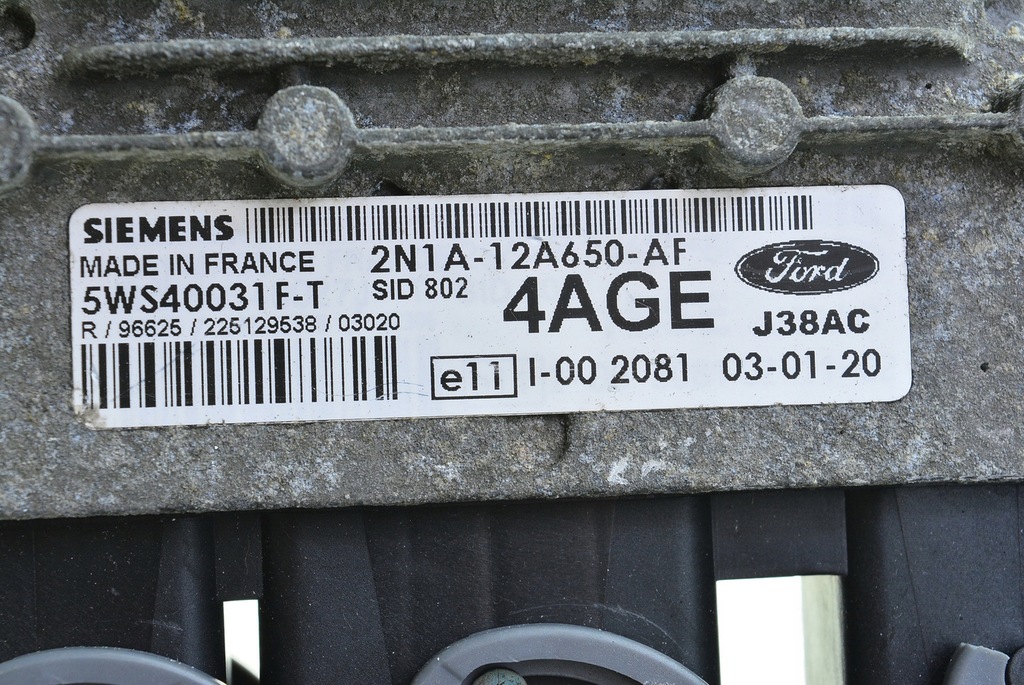 SIEMENS
MADE IN FRANCE
5WS40031F-T
R / 96625 / 225129538 / 03020
2N1A-12A650-AF
SID 802
4AGE
Ford
J38AC
e11 I-00 2081 03-01-20